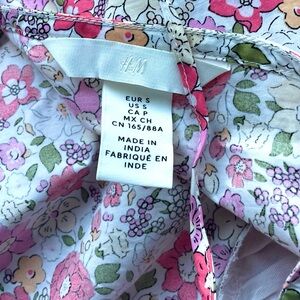 H&M
EUR S
US S
CA P
MX CH
CN 165/88A
MADE IN
INDIA
FABRIQUÉ EN
INDE